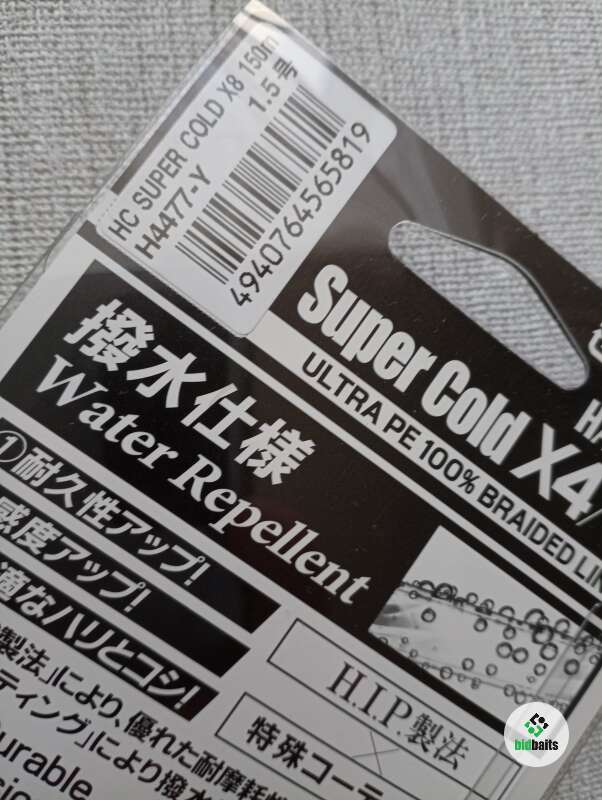 HC SUPER COLD X8 150m
1.5号
H4477-Y
4940764565819
Super Cold X4/
ULTRA PE 100% BRAIDED LIN
撥水仕様
Water Repellent
①耐久性アップ!
感度アップ!
適なハリとコシ!
H.I.P.製法
製法」により、優れた耐摩耗性
ティング」により撥水
特殊コーテ
urable
bidbaits